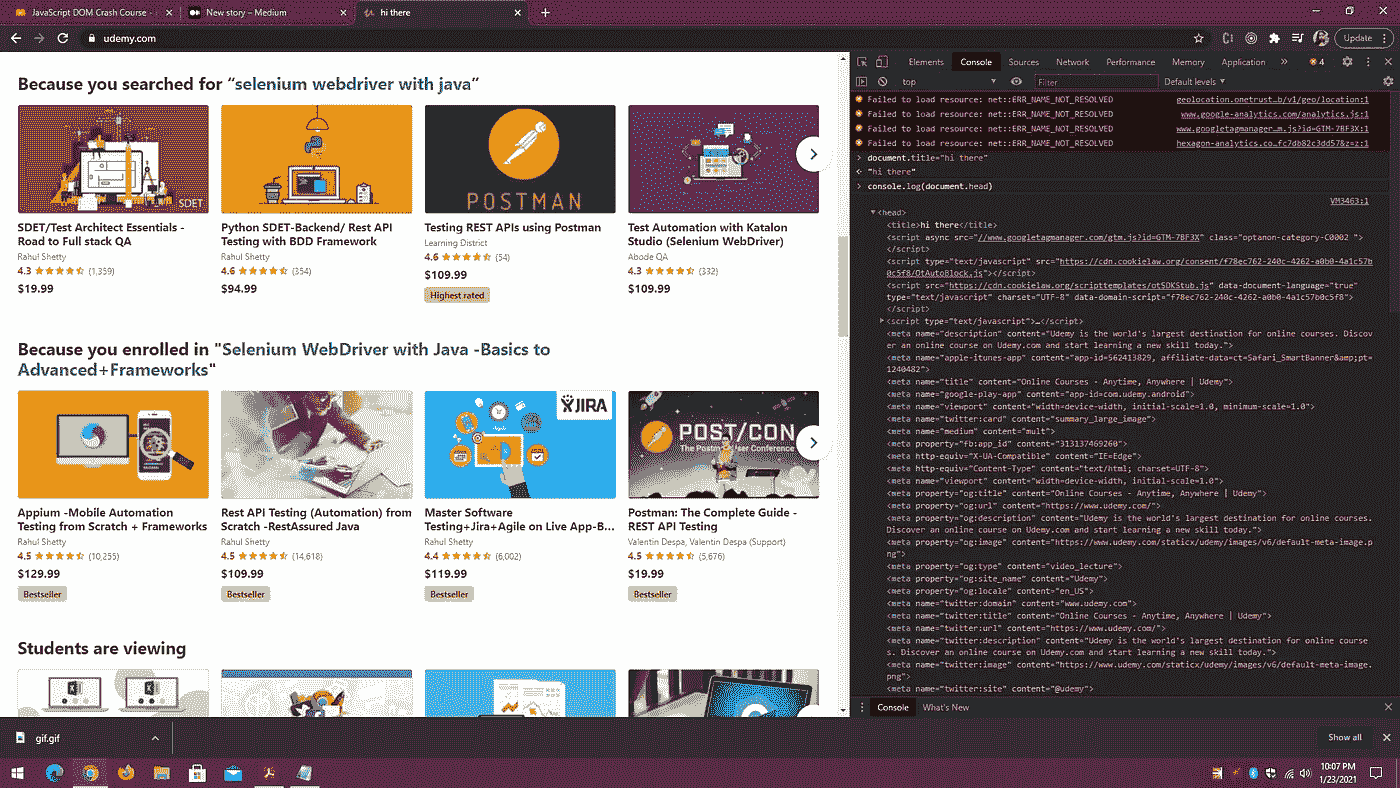 JavaScript DOM Crash Course -
New story – Medium
hi there
udemy.com
Update
Because you searched for “selenium webdriver with java”
SDET
POSTMAN
SDET/Test Architect Essentials -
Road to Full stack QA
Rahul Shetty
4.3 (1,359)
$19.99
Python SDET-Backend/ Rest API
Testing with BDD Framework
Rahul Shetty
4.6 (354)
$94.99
Testing REST APIs using Postman
Learning District
4.6 (54)
$109.99
Highest rated
Test Automation with Katalon
Studio (Selenium WebDriver)
Abode QA
4.3 (332)
$109.99
Because you enrolled in "Selenium WebDriver with Java -Basics to
Advanced+Frameworks"
JIRA
POST/CON
The Postman User Conference
Appium -Mobile Automation
Testing from Scratch + Frameworks
Rahul Shetty
4.5 (10,255)
$129.99
Bestseller
Rest API Testing (Automation) from
Scratch -RestAssured Java
Rahul Shetty
4.5 (14,618)
$109.99
Bestseller
Master Software
Testing+Jira+Agile on Live App-B...
Rahul Shetty
4.4 (6,002)
$119.99
Bestseller
Postman: The Complete Guide -
REST API Testing
Valentin Despa, Valentin Despa (Support)
4.5 (5,676)
$19.99
Bestseller
Students are viewing
Elements Console Sources Network Performance Memory Application » 4
top Filter Default levels
Failed to load resource: net::ERR_NAME_NOT_RESOLVED geolocation.onetrust…b/v1/geo/location:1
Failed to load resource: net::ERR_NAME_NOT_RESOLVED www.google-analytics.com/analytics.js:1
Failed to load resource: net::ERR_NAME_NOT_RESOLVED www.googletagmanager…m.js?id=GTM-7BF3X:1
Failed to load resource: net::ERR_NAME_NOT_RESOLVED hexagon-analytics.co…fc7db82c3dd57&z=z:1
document.title="hi there"
"hi there"
console.log(document.head)
VM3463:1
<head>
<title>hi there</title>
<script async src="//www.googletagmanager.com/gtm.js?id=GTM-7BF3X" class="optanon-category-C0002 ">
</script>
<script type="text/javascript" src="https://cdn.cookielaw.org/consent/f78ec762-240c-4262-a0b0-4a1c57b
0c5f8/OtAutoBlock.js"></script>
<script src="https://cdn.cookielaw.org/scripttemplates/otSDKStub.js" data-document-language="true"
type="text/javascript" charset="UTF-8" data-domain-script="f78ec762-240c-4262-a0b0-4a1c57b0c5f8">
</script>
<script type="text/javascript">…</script>
<meta name="description" content="Udemy is the world's largest destination for online courses. Discov
er an online course on Udemy.com and start learning a new skill today.">
<meta name="apple-itunes-app" content="app-id=562413829, affiliate-data=ct=Safari_SmartBanner&amp;pt=
1240482">
<meta name="title" content="Online Courses - Anytime, Anywhere | Udemy">
<meta name="google-play-app" content="app-id=com.udemy.android">
<meta name="viewport" content="width=device-width, initial-scale=1.0, minimum-scale=1.0">
<meta name="twitter:card" content="summary_large_image">
<meta name="medium" content="mult">
<meta property="fb:app_id" content="313137469260">
<meta http-equiv="X-UA-Compatible" content="IE=Edge">
<meta http-equiv="Content-Type" content="text/html; charset=UTF-8">
<meta name="viewport" content="width=device-width, initial-scale=1.0">
<meta property="og:title" content="Online Courses - Anytime, Anywhere | Udemy">
<meta property="og:url" content="https://www.udemy.com/">
<meta property="og:description" content="Udemy is the world's largest destination for online courses.
Discover an online course on Udemy.com and start learning a new skill today.">
<meta property="og:image" content="https://www.udemy.com/staticx/udemy/images/v6/default-meta-image.p
ng">
<meta property="og:type" content="video_lecture">
<meta property="og:site_name" content="Udemy">
<meta property="og:locale" content="en_US">
<meta name="twitter:domain" content="www.udemy.com">
<meta name="twitter:title" content="Online Courses - Anytime, Anywhere | Udemy">
<meta name="twitter:url" content="https://www.udemy.com/">
<meta name="twitter:description" content="Udemy is the world's largest destination for online course
s. Discover an online course on Udemy.com and start learning a new skill today.">
<meta name="twitter:image" content="https://www.udemy.com/staticx/udemy/images/v6/default-meta-image.
png">
<meta name="twitter:site" content="@udemy">
Console What's New
gif.gif
Show all
10:07 PM
1/23/2021